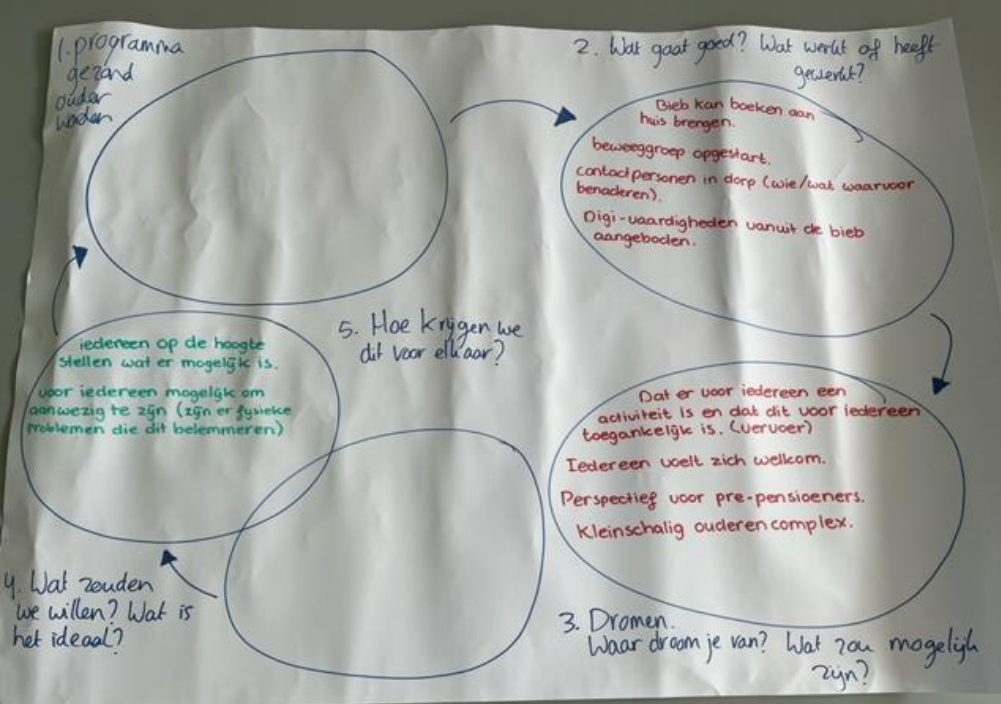 1. programma
gezond
ouder
worden
2. Wat gaat goed? Wat werkt of heeft
gewerkt?
Bieb kan boeken aan
huis brengen.
beweeggroep opgestart.
contactpersonen in dorp (wie/wat waarvoor
benaderen).
Digi-vaardigheden vanuit de bieb
aangeboden.
Dat er voor iedereen een
activiteit is en dat dit voor iedereen
toegankelijk is. (vervoer)
Iedereen voelt zich welkom.
Perspectief voor pre-pensioeners.
Kleinschalig ouderencomplex.
3. Dromen.
Waar droom je van? Wat zou mogelijk
zijn?
iedereen op de hoogte
stellen wat er mogelijk is.
voor iedereen mogelijk om
aanwezig te zijn (zijn er fysieke
problemen die dit belemmeren)
4. Wat zouden
we willen? Wat is
het ideaal?
5. Hoe krijgen we
dit voor elkaar?